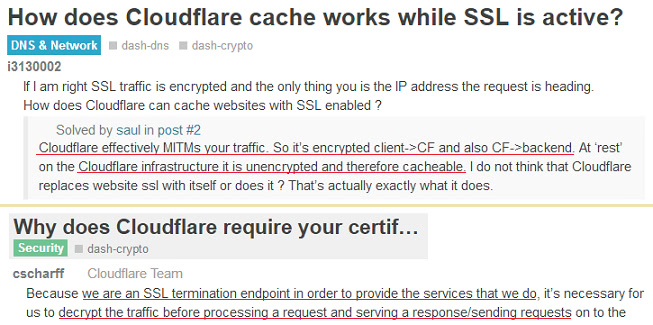 How does Cloudflare cache works while SSL is active?
DNS & Network dash-dns dash-crypto
i3130002
If I am right SSL traffic is encrypted and the only thing you is the IP address the request is heading.
How does Cloudflare can cache websites with SSL enabled ?
Solved by saul in post #2
Cloudflare effectively MITMs your traffic. So it’s encrypted client->CF and also CF->backend. At ‘rest’
on the Cloudflare infrastructure it is unencrypted and therefore cacheable. I do not think that Cloudflare
replaces website ssl with itself or does it ? That’s actually exactly what it does.
Why does Cloudflare require your certif…
Security dash-crypto
cscharff Cloudflare Team
Because we are an SSL termination endpoint in order to provide the services that we do, it’s necessary for
us to decrypt the traffic before processing a request and serving a response/sending requests on to the